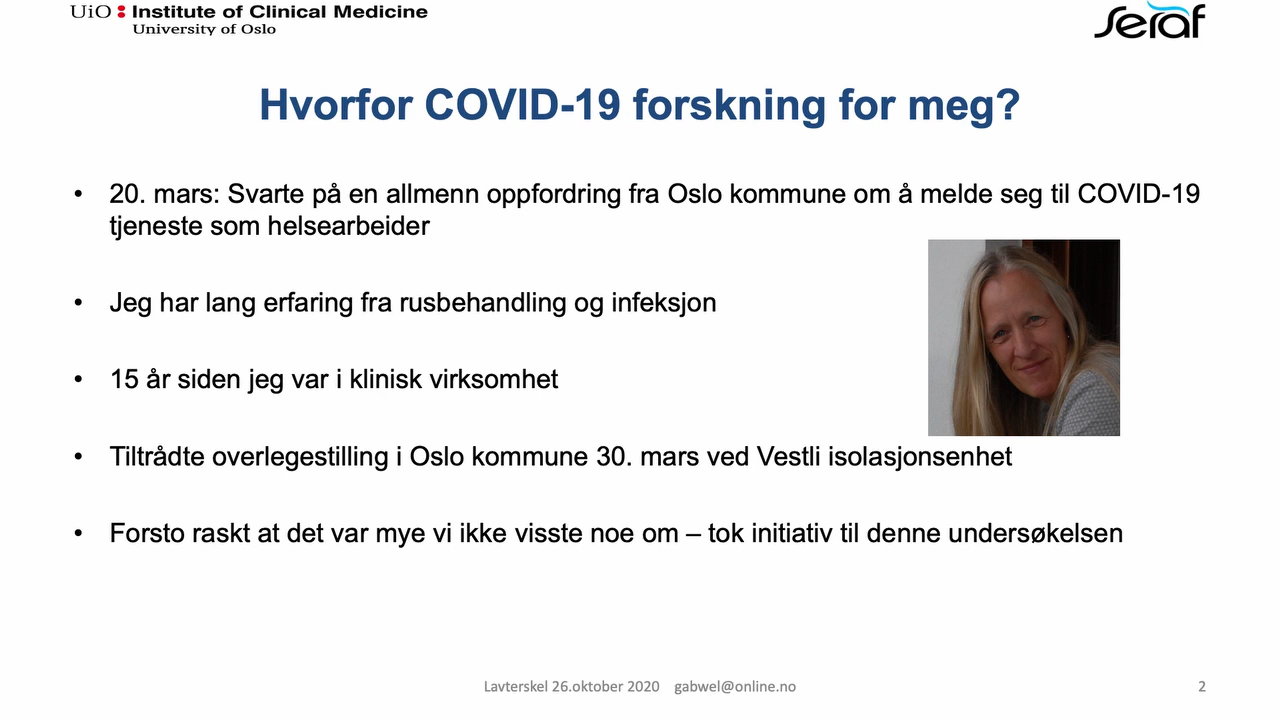 UiO Institute of Clinical Medicine
University of Oslo
seraf
Hvorfor COVID-19 forskning for meg?
• 20. mars: Svarte på en allmenn oppfordring fra Oslo kommune om å melde seg til COVID-19
tjeneste som helsearbeider
• Jeg har lang erfaring fra rusbehandling og infeksjon
• 15 år siden jeg var i klinisk virksomhet
• Tiltrådte overlegestilling i Oslo kommune 30. mars ved Vestli isolasjonsenhet
• Forsto raskt at det var mye vi ikke visste noe om – tok initiativ til denne undersøkelsen
Lavterskel 26.oktober 2020 gabwel@online.no
2